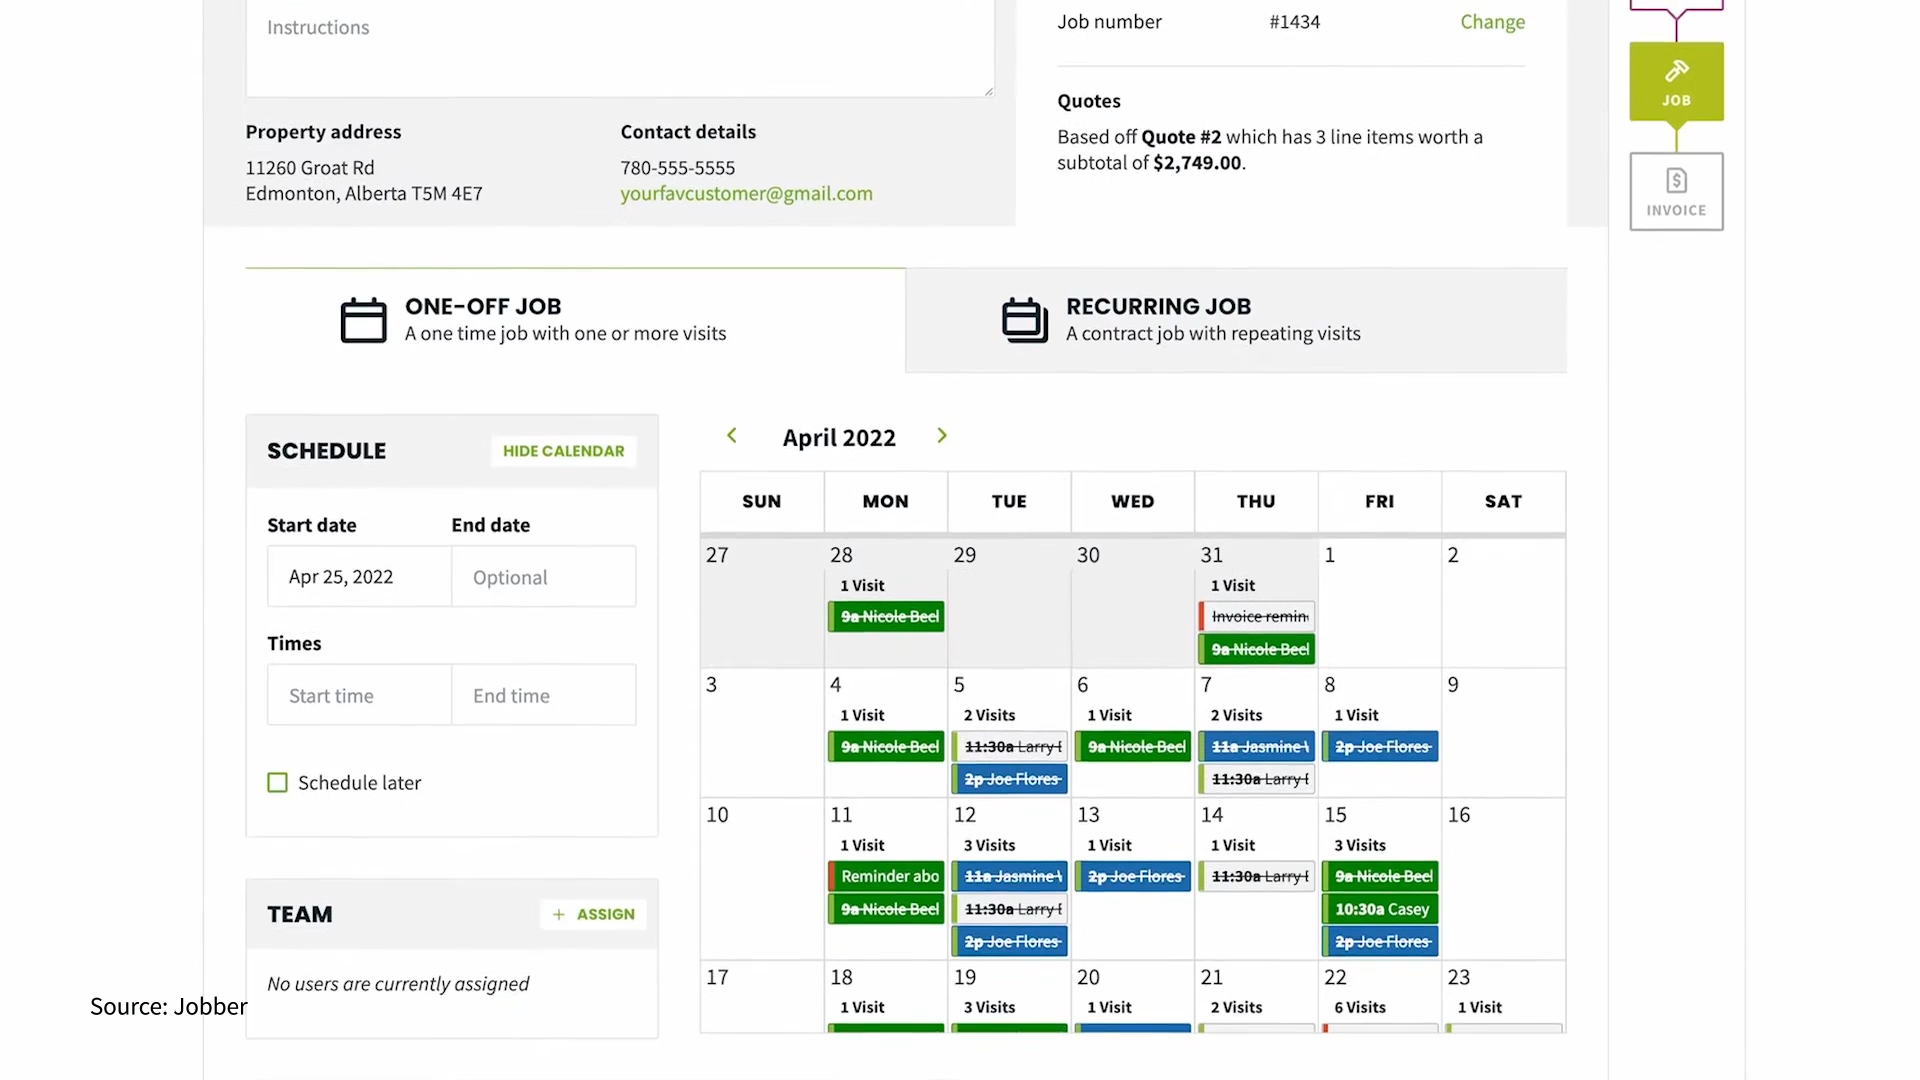 Instructions
Property address
11260 Groat Rd
Edmonton, Alberta T5M 4E7
Contact details
780-555-5555
yourfavcustomer@gmail.com
Job number #1434 Change
Quotes
Based off Quote #2 which has 3 line items worth a
subtotal of $2,749.00.
JOB
INVOICE
ONE-OFF JOB
A one time job with one or more visits
RECURRING JOB
A contract job with repeating visits
SCHEDULE HIDE CALENDAR
Start date End date
Apr 25, 2022 Optional
Times
Start time End time
Schedule later
TEAM + ASSIGN
No users are currently assigned
Source: Jobber
April 2022
SUN MON TUE WED THU FRI SAT
27 28 29 30 31 1 2
1 Visit 1 Visit
9a Nicole Becl Invoice remin
9a Nicole Becl
3 4 5 6 7 8 9
1 Visit 2 Visits 1 Visit 2 Visits 1 Visit
9a Nicole Becl 11:30a Larry 9a Nicole Becl 11a Jasmine 2p Joe Flores
2p Joe Flores 11:30a Larry
10 11 12 13 14 15 16
1 Visit 3 Visits 1 Visit 1 Visit 3 Visits
Reminder abo 11a Jasmine 2p Joe Flores 11:30a Larry 9a Nicole Becl
9a Nicole Becl 11:30a Larry 10:30a Casey
2p Joe Flores 2p Joe Flores
17 18 19 20 21 22 23
1 Visit 3 Visits 1 Visit 2 Visits 6 Visits 1 Visit